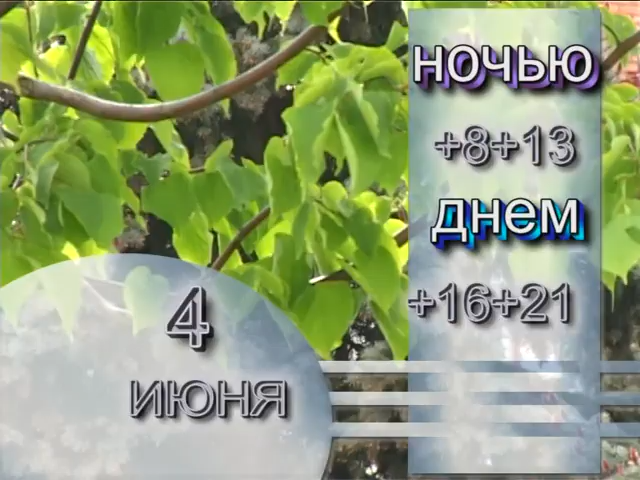 ночью
+8+13
днем
+16+21
4
июня